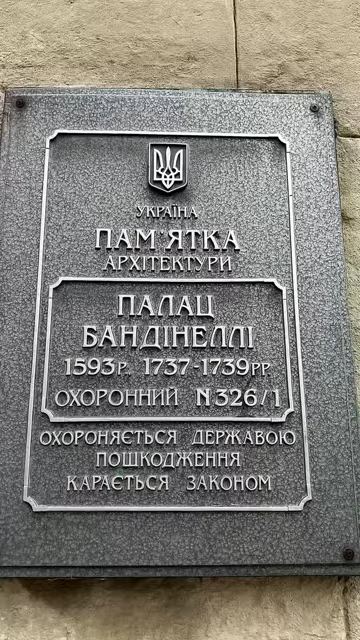 УКРАЇНА
ПАМ'ЯТКА
АРХІТЕКТУРИ
ПАЛАЦ
БАНДІНЕЛЛІ
1593р. 1737-1739рр
ОХОРОННИЙ N326/1
ОХОРОНЯЄТЬСЯ ДЕРЖАВОЮ
ПОШКОДЖЕННЯ
КАРАЄТЬСЯ ЗАКОНОМ